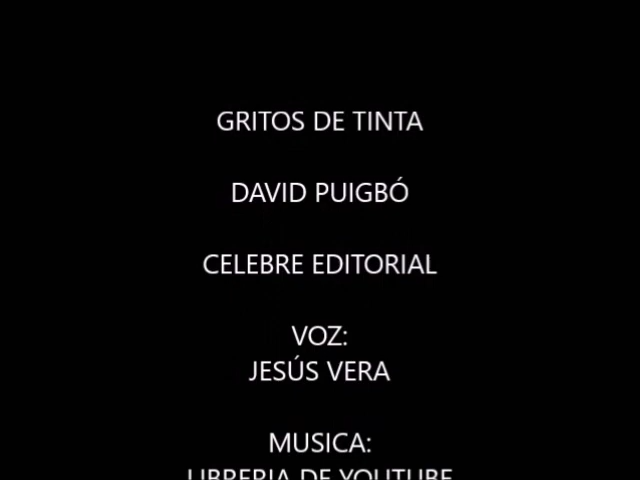 GRITOS DE TINTA
DAVID PUIGBÓ
CELEBRE EDITORIAL
VOZ:
JESÚS VERA
MUSICA:
LIBRERIA DE YOUTUBE